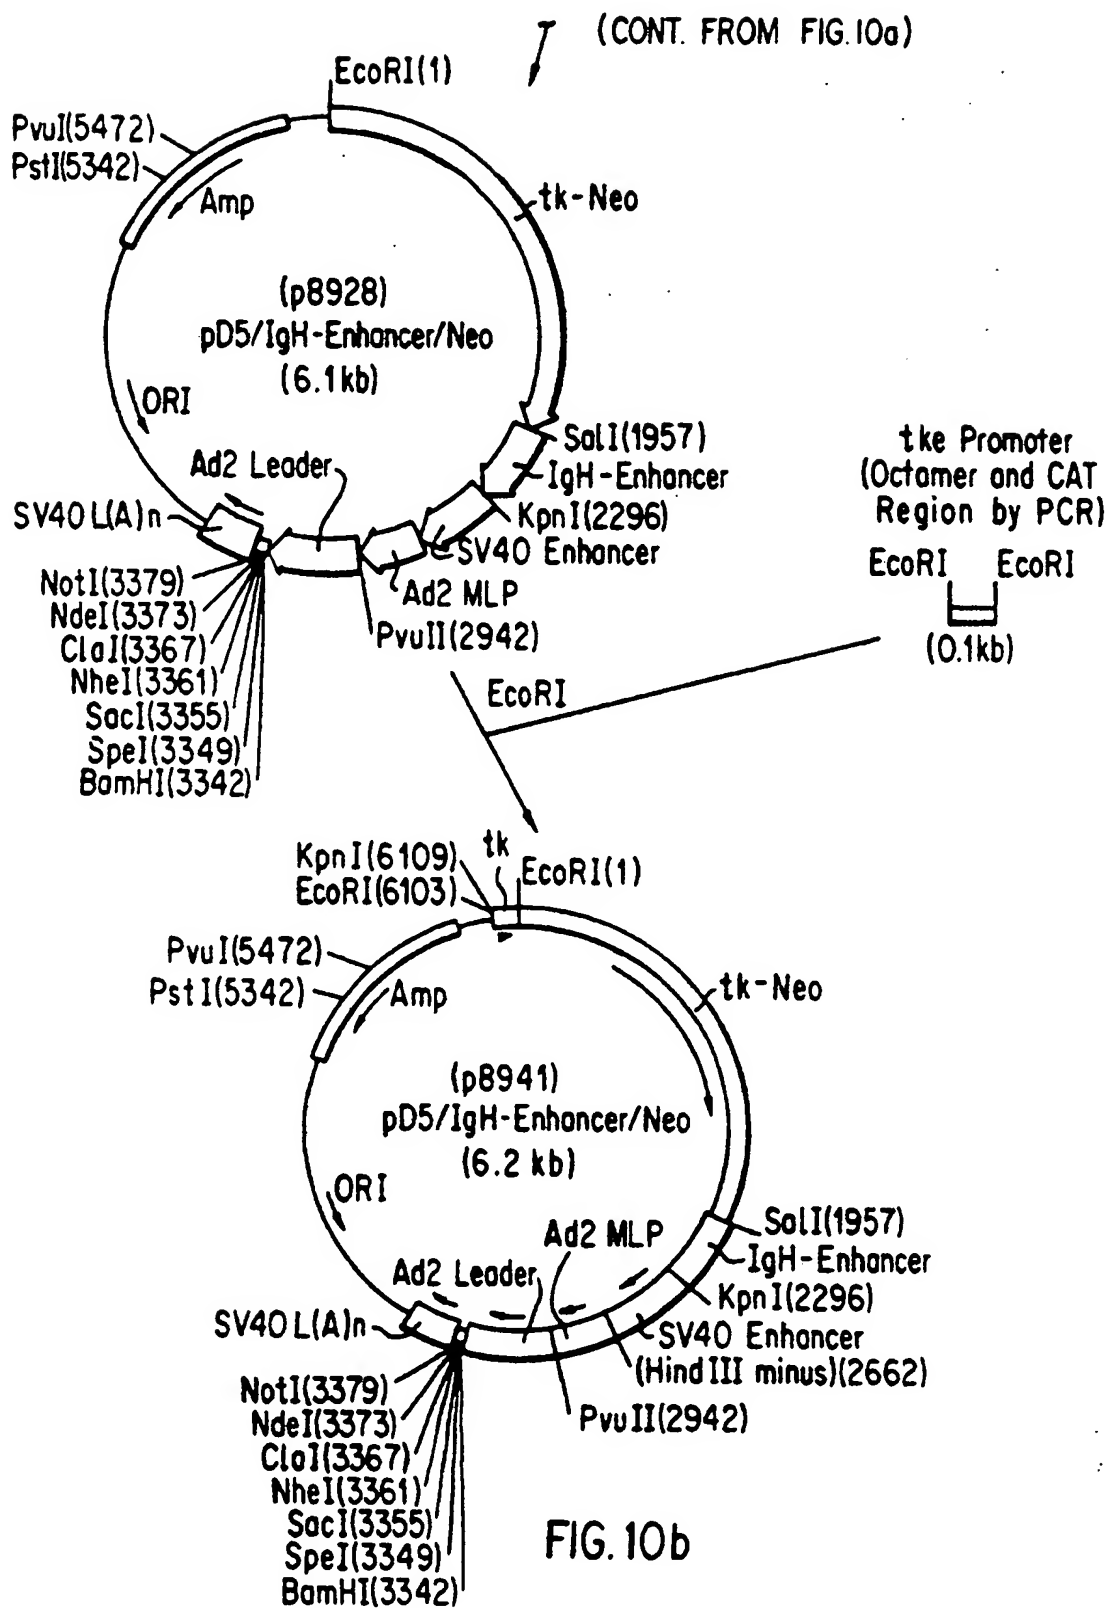 (CONT. FROM FIG.10a)
EcoRI(1)
PvuI(5472)
PstI(5342)
Amp
tk-Neo
(p8928)
pD5/IgH-Enhancer/Neo
(6.1kb)
ORI
SalI(1957)
IgH-Enhancer
KpnI(2296)
SV40 Enhancer
Ad2 MLP
PvuII(2942)
Ad2 Leader
SV40 L(A)n
NotI(3379)
NdeI(3373)
ClaI(3367)
NheI(3361)
SacI(3355)
SpeI(3349)
BamHI(3342)
tke Promoter
(Octamer and CAT
Region by PCR)
EcoRI EcoRI
(0.1kb)
EcoRI
KpnI(6109)
EcoRI(6103)
tk
EcoRI(1)
PvuI(5472)
PstI(5342)
Amp
tk-Neo
(p8941)
pD5/IgH-Enhancer/Neo
(6.2 kb)
ORI
SalI(1957)
IgH-Enhancer
KpnI(2296)
SV40 Enhancer
(Hind III minus)(2662)
PvuII(2942)
Ad2 MLP
Ad2 Leader
SV40 L(A)n
NotI(3379)
NdeI(3373)
ClaI(3367)
NheI(3361)
SacI(3355)
SpeI(3349)
BamHI(3342)
FIG. 10b